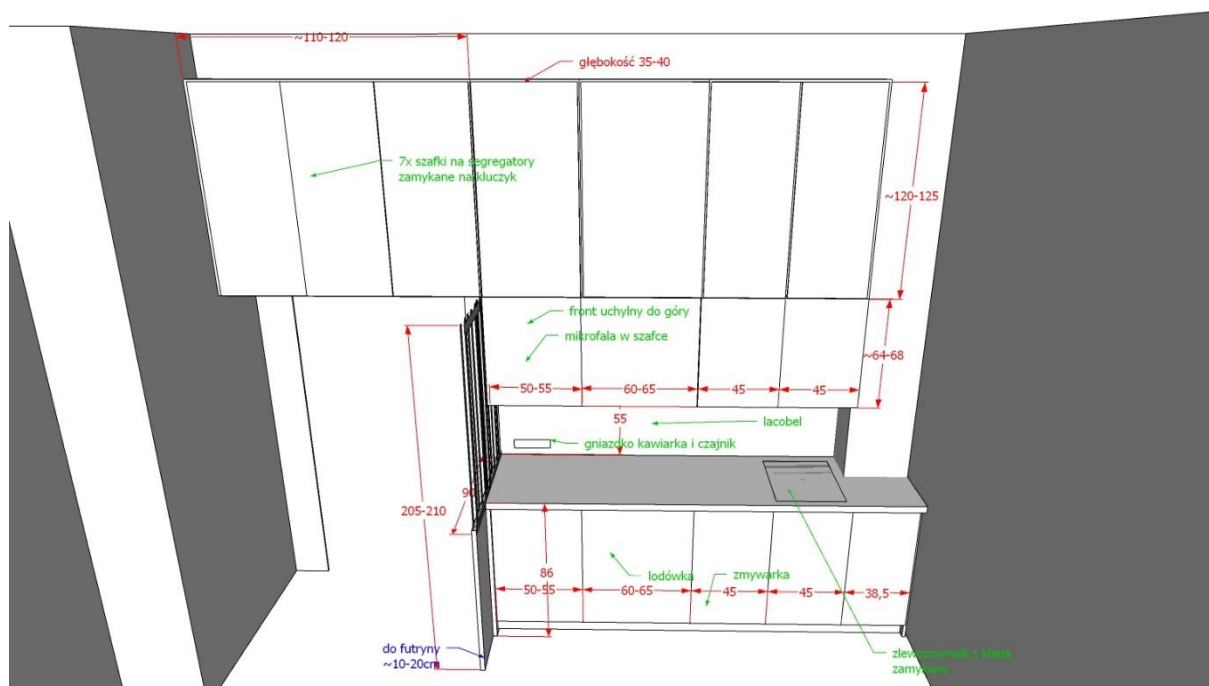 ~110-120
głębokość 35-40
7x szafki na segregatory
zamykane na kluczyk
~120-125
front uchylny do góry
mikrofala w szafce
~64-68
50-55
60-65
45
45
55
lacobel
gniazdko kawiarka i czajnik
90
205-210
86
lodówka
zmywarka
50-55
60-65
45
45
38,5
do futryny
~10-20cm
zlewozmywak z klapą
zamykany